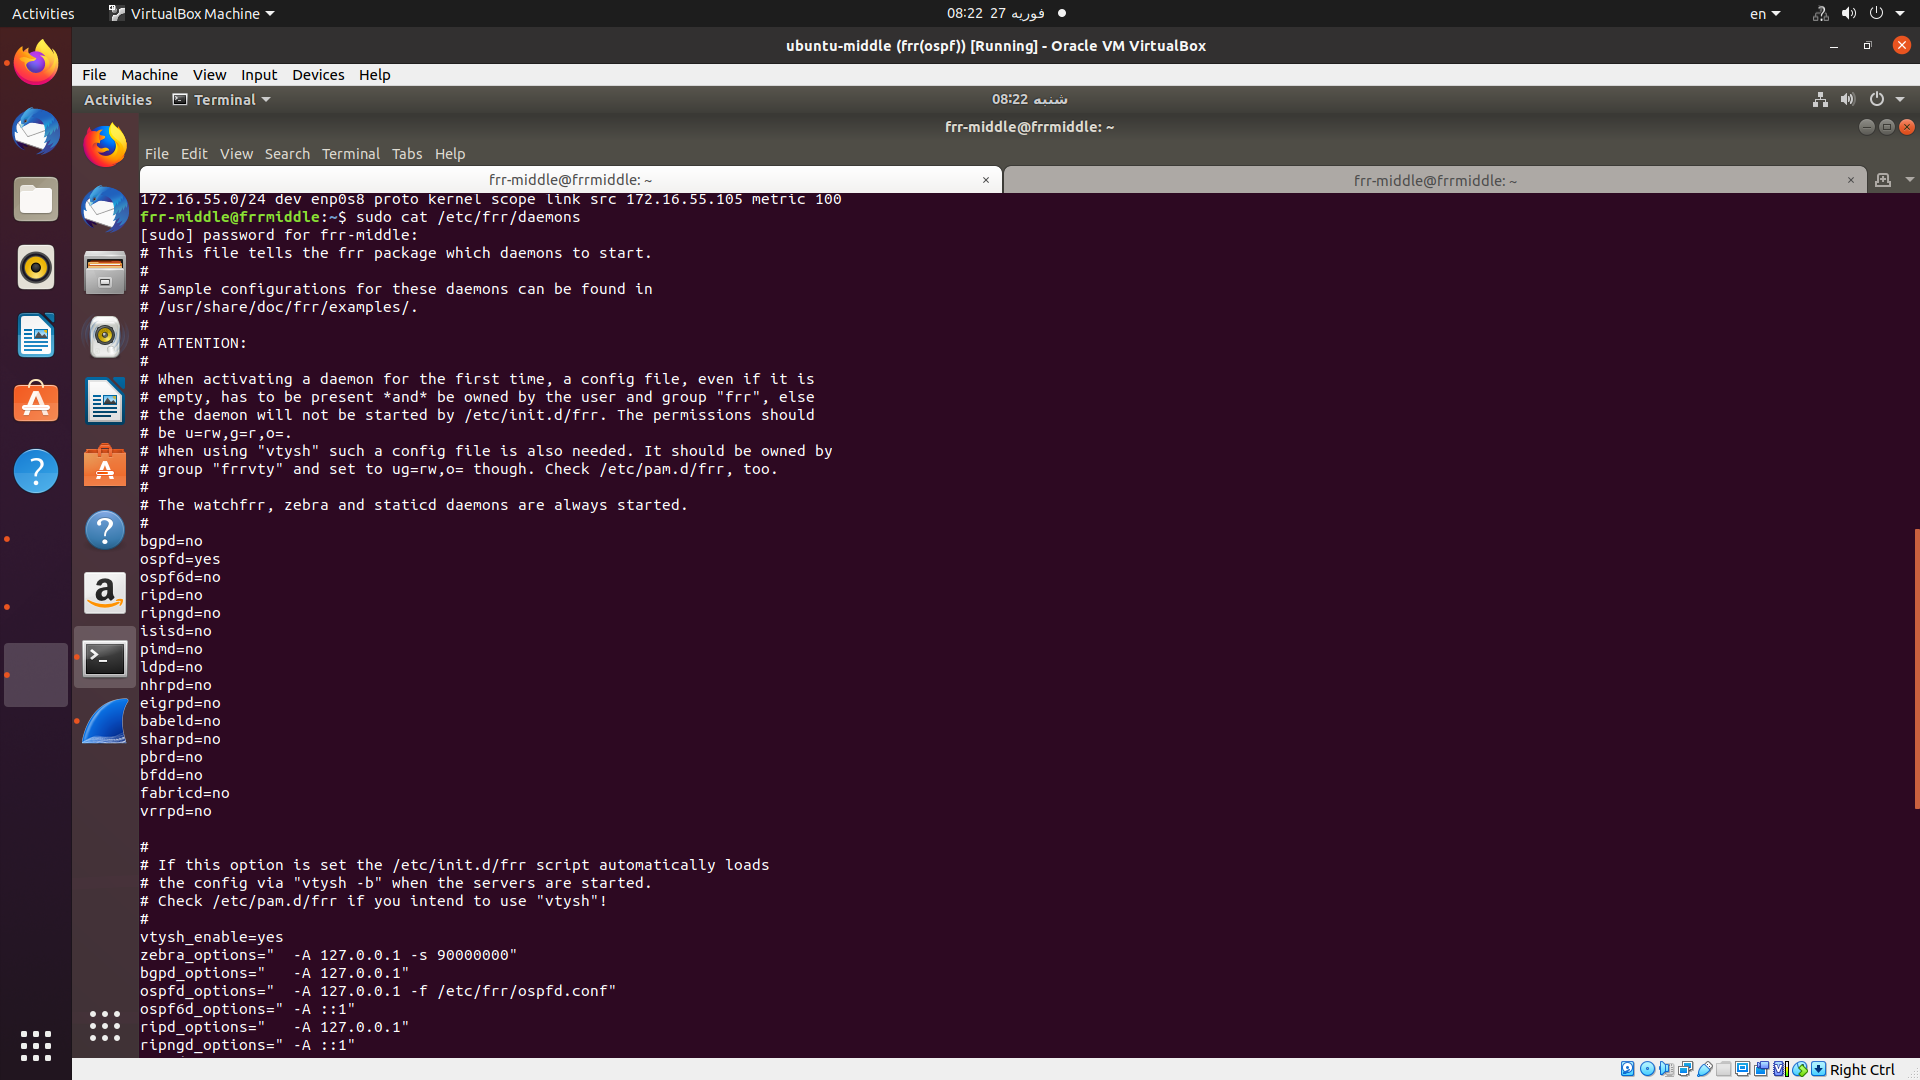 Activities VirtualBox Machine 08:22 27 فوریه en
ubuntu-middle (frr(ospf)) [Running] - Oracle VM VirtualBox
File Machine View Input Devices Help
Activities Terminal 08:22 شنبه
frr-middle@frrmiddle: ~
File Edit View Search Terminal Tabs Help
frr-middle@frrmiddle: ~ × frr-middle@frrmiddle: ~ ×
172.16.55.0/24 dev enp0s8 proto kernel scope link src 172.16.55.105 metric 100
frr-middle@frrmiddle:~$ sudo cat /etc/frr/daemons
[sudo] password for frr-middle:
# This file tells the frr package which daemons to start.
#
# Sample configurations for these daemons can be found in
# /usr/share/doc/frr/examples/.
#
# ATTENTION:
#
# When activating a daemon for the first time, a config file, even if it is
# empty, has to be present *and* be owned by the user and group "frr", else
# the daemon will not be started by /etc/init.d/frr. The permissions should
# be u=rw,g=r,o=.
# When using "vtysh" such a config file is also needed. It should be owned by
# group "frrvty" and set to ug=rw,o= though. Check /etc/pam.d/frr, too.
#
# The watchfrr, zebra and staticd daemons are always started.
#
bgpd=no
ospfd=yes
ospf6d=no
ripd=no
ripngd=no
isisd=no
pimd=no
ldpd=no
nhrpd=no
eigrpd=no
babeld=no
sharpd=no
pbrd=no
bfdd=no
fabricd=no
vrrpd=no
#
# If this option is set the /etc/init.d/frr script automatically loads
# the config via "vtysh -b" when the servers are started.
# Check /etc/pam.d/frr if you intend to use "vtysh"!
#
vtysh_enable=yes
zebra_options="  -A 127.0.0.1 -s 90000000"
bgpd_options="   -A 127.0.0.1"
ospfd_options="  -A 127.0.0.1 -f /etc/frr/ospfd.conf"
ospf6d_options=" -A ::1"
ripd_options="   -A 127.0.0.1"
ripngd_options=" -A ::1"
Right Ctrl